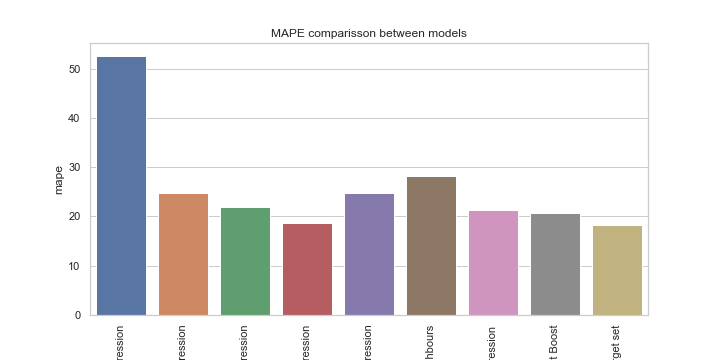 MAPE comparisson between models
mape
50
40
30
20
10
0
ression
ression
ression
ression
ression
hbours
ression
t Boost
rget set